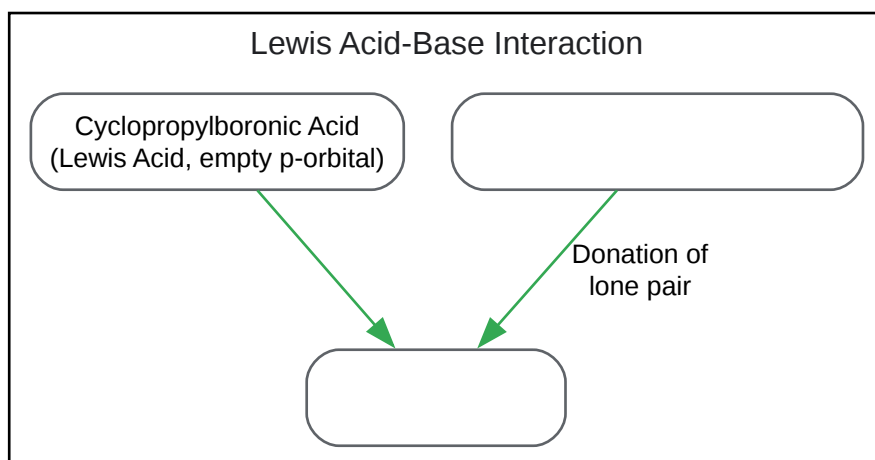 Lewis Acid-Base Interaction
Cyclopropylboronic Acid
(Lewis Acid, empty p-orbital)
Donation of
lone pair